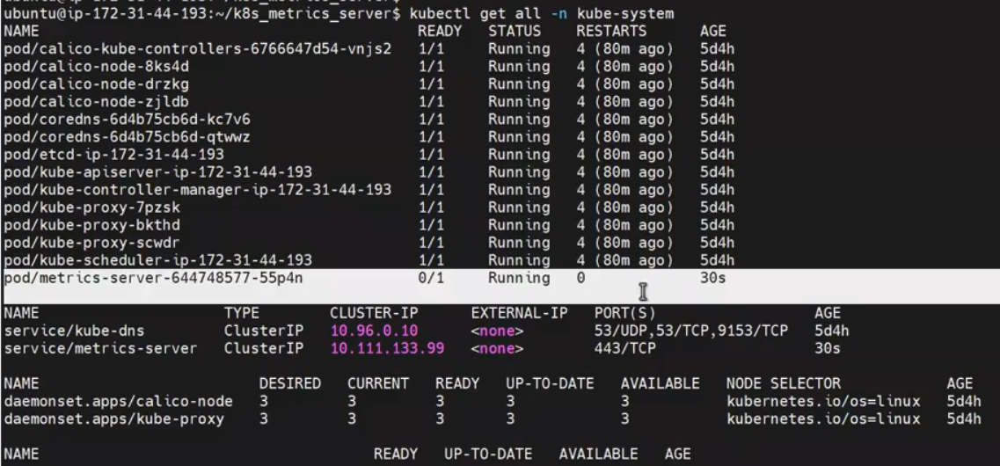 ubuntu@ip-172-31-44-193:~/k8s_metrics_server$ kubectl get all -n kube-system
NAME READY STATUS RESTARTS AGE
pod/calico-kube-controllers-6766647d54-vnjs2 1/1 Running 4 (80m ago) 5d4h
pod/calico-node-8ks4d 1/1 Running 4 (80m ago) 5d4h
pod/calico-node-drzkg 1/1 Running 4 (80m ago) 5d4h
pod/calico-node-zjldb 1/1 Running 4 (80m ago) 5d4h
pod/coredns-6d4b75cb6d-kc7v6 1/1 Running 4 (80m ago) 5d4h
pod/coredns-6d4b75cb6d-qtwwz 1/1 Running 4 (80m ago) 5d4h
pod/etcd-ip-172-31-44-193 1/1 Running 4 (80m ago) 5d4h
pod/kube-apiserver-ip-172-31-44-193 1/1 Running 4 (80m ago) 5d4h
pod/kube-controller-manager-ip-172-31-44-193 1/1 Running 4 (80m ago) 5d4h
pod/kube-proxy-7pzsk 1/1 Running 4 (80m ago) 5d4h
pod/kube-proxy-bkthd 1/1 Running 4 (80m ago) 5d4h
pod/kube-proxy-scwdr 1/1 Running 4 (80m ago) 5d4h
pod/kube-scheduler-ip-172-31-44-193 1/1 Running 4 (80m ago) 5d4h
pod/metrics-server-644748577-55p4n 0/1 Running 0 30s
NAME TYPE CLUSTER-IP EXTERNAL-IP PORT(S) AGE
service/kube-dns ClusterIP 10.96.0.10 <none> 53/UDP,53/TCP,9153/TCP 5d4h
service/metrics-server ClusterIP 10.111.133.99 <none> 443/TCP 30s
NAME DESIRED CURRENT READY UP-TO-DATE AVAILABLE NODE SELECTOR AGE
daemonset.apps/calico-node 3 3 3 3 3 kubernetes.io/os=linux 5d4h
daemonset.apps/kube-proxy 3 3 3 3 3 kubernetes.io/os=linux 5d4h
NAME READY UP-TO-DATE AVAILABLE AGE